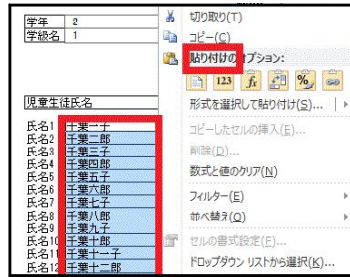 学年 2
学級名 1
児童生徒氏名
氏名1 千葉一子
氏名2 千葉二郎
氏名3 千葉三子
氏名4 千葉四郎
氏名5 千葉五子
氏名6 千葉六郎
氏名7 千葉七子
氏名8 千葉八郎
氏名9 千葉九子
氏名10 千葉十郎
氏名11 千葉十一子
氏名12 千葉十二郎
切り取り(T)
コピー(C)
貼り付けのオプション:
123 fx %
形式を選択して貼り付け(S)...
コピーしたセルの挿入(E)...
削除(D)...
数式と値のクリア(N)
フィルター(E)
並べ替え(O)
セルの書式設定(F)...
ドロップダウン リストから選択(K)...